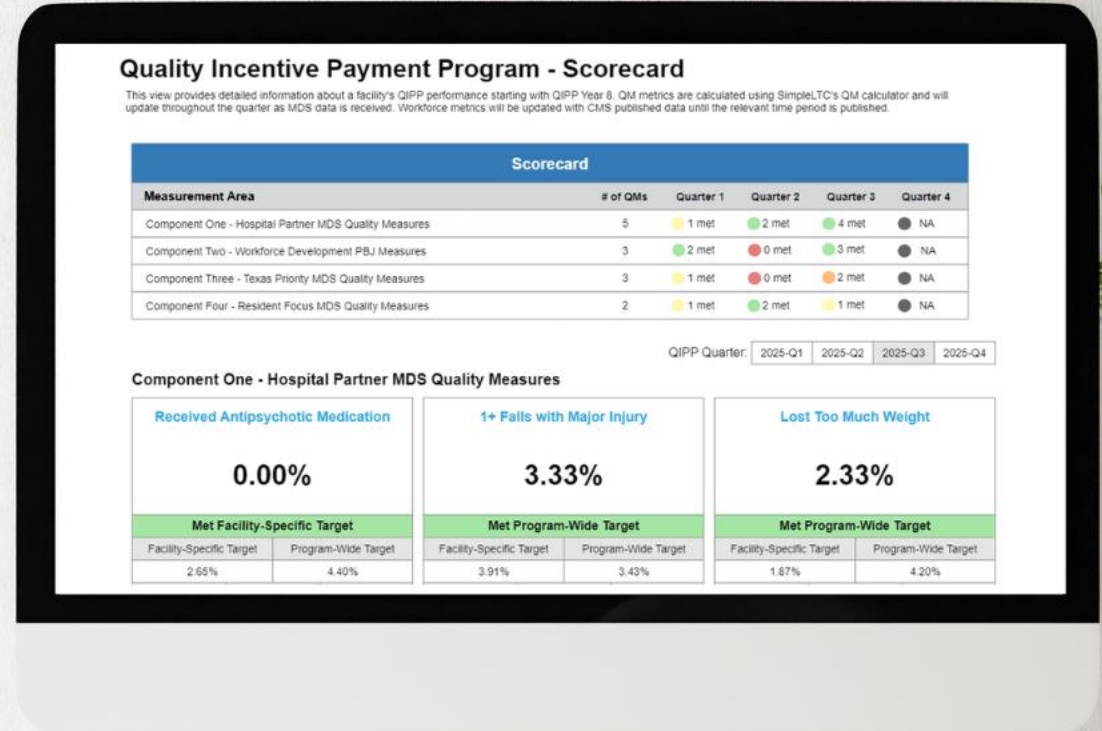 Quality Incentive Payment Program - Scorecard
This view provides detailed information about a facility's QIPP performance starting with QIPP Year 8. QM metrics are calculated using SimpleLTC's QM calculator and will
update throughout the quarter as MDS data is received. Workforce metrics will be updated with CMS published data until the relevant time period is published.
Scorecard
Measurement Area # of QMs Quarter 1 Quarter 2 Quarter 3 Quarter 4
Component One - Hospital Partner MDS Quality Measures 5 1 met 2 met 4 met NA
Component Two - Workforce Development PBJ Measures 3 2 met 0 met 3 met NA
Component Three - Texas Priority MDS Quality Measures 3 1 met 0 met 2 met NA
Component Four - Resident Focus MDS Quality Measures 2 1 met 2 met 1 met NA
QIPP Quarter: 2025-Q1 2025-Q2 2025-Q3 2025-Q4
Component One - Hospital Partner MDS Quality Measures
Received Antipsychotic Medication 1+ Falls with Major Injury Lost Too Much Weight
0.00% 3.33% 2.33%
Met Facility-Specific Target Met Program-Wide Target Met Program-Wide Target
Facility-Specific Target Program-Wide Target Facility-Specific Target Program-Wide Target Facility-Specific Target Program-Wide Target
2.65% 4.40% 3.91% 3.43% 1.87% 4.20%